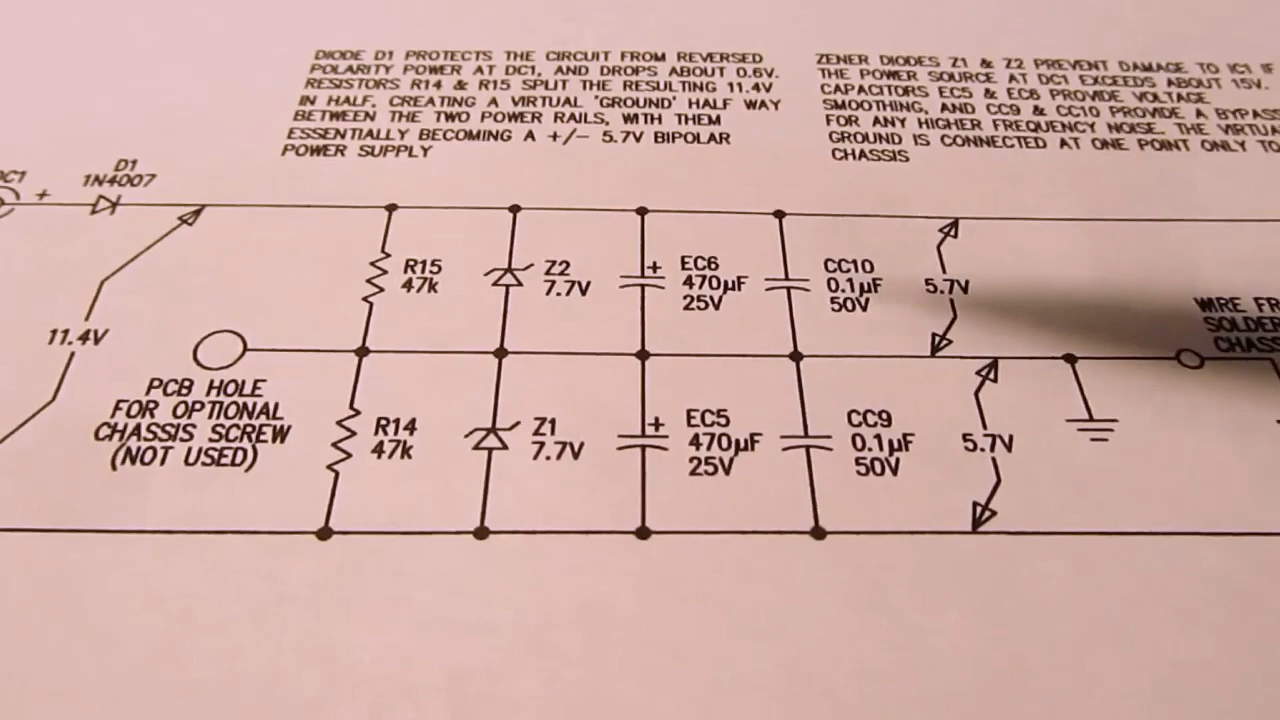 DIODE D1 PROTECTS THE CIRCUIT FROM REVERSED
POLARITY POWER AT DC1, AND DROPS ABOUT 0.6V.
RESISTORS R14 & R15 SPLIT THE RESULTING 11.4V
IN HALF, CREATING A VIRTUAL 'GROUND' HALF WAY
BETWEEN THE TWO POWER RAILS, WITH THEM
ESSENTIALLY BECOMING A +/- 5.7V BIPOLAR
POWER SUPPLY
ZENER DIODES Z1 & Z2 PREVENT DAMAGE TO IC1 IF
THE POWER SOURCE AT DC1 EXCEEDS ABOUT 15V.
CAPACITORS EC5 & EC6 PROVIDE VOLTAGE
SMOOTHING, AND CC9 & CC10 PROVIDE A BYPASS
FOR ANY HIGHER FREQUENCY NOISE. THE VIRTUA
GROUND IS CONNECTED AT ONE POINT ONLY TO
CHASSIS
DC1
+
D1
1N4007
R15
47k
Z2
7.7V
+
EC6
470µF
25V
CC10
0.1µF
50V
5.7V
11.4V
WIRE FR
SOLDER
CHASS
PCB HOLE
FOR OPTIONAL
CHASSIS SCREW
(NOT USED)
R14
47k
Z1
7.7V
+
EC5
470µF
25V
CC9
0.1µF
50V
5.7V